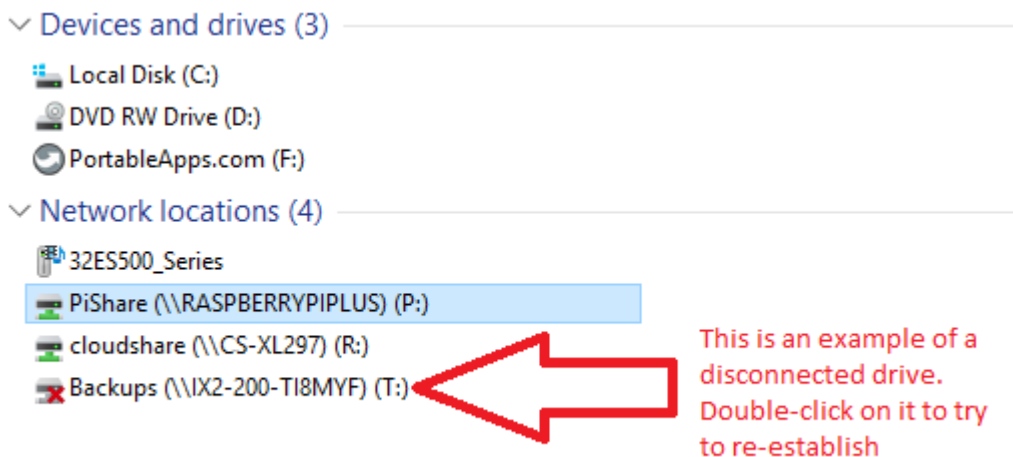 Devices and drives (3)
Local Disk (C:)
DVD RW Drive (D:)
PortableApps.com (F:)
Network locations (4)
32ES500_Series
PiShare (\\RASPBERRYPIPLUS) (P:)
cloudshare (\\CS-XL297) (R:)
Backups (\\IX2-200-TI8MYF) (T:)
This is an example of a
disconnected drive.
Double-click on it to try
to re-establish